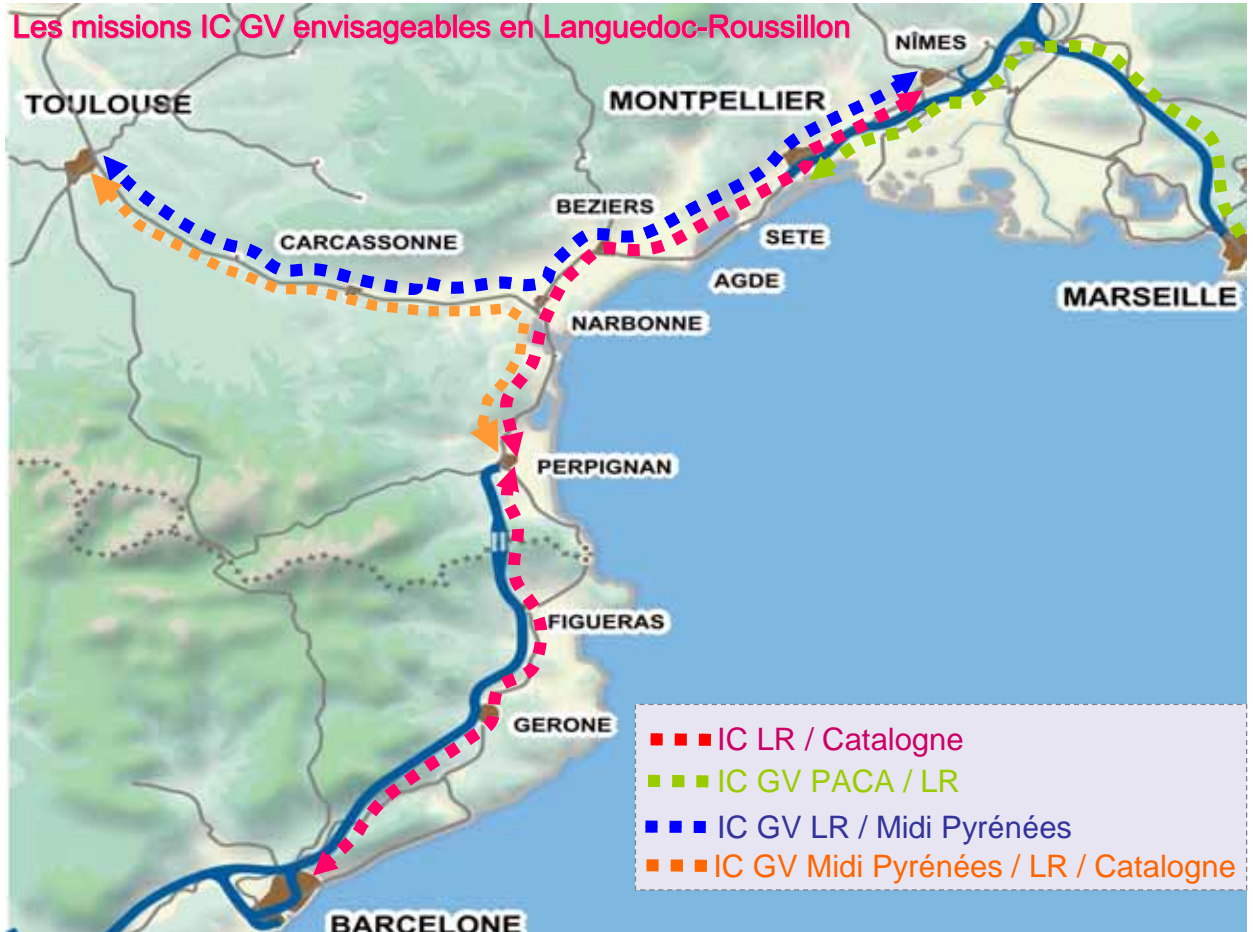 Les missions IC GV envisageables en Languedoc-Roussillon
NÎMES
TOULOUSE
MONTPELLIER
BEZIERS
CARCASSONNE
SETE
AGDE
MARSEILLE
NARBONNE
PERPIGNAN
FIGUERAS
GERONE
IC LR / Catalogne
IC GV PACA / LR
IC GV LR / Midi Pyrénées
IC GV Midi Pyrénées / LR / Catalogne
BARCELONE